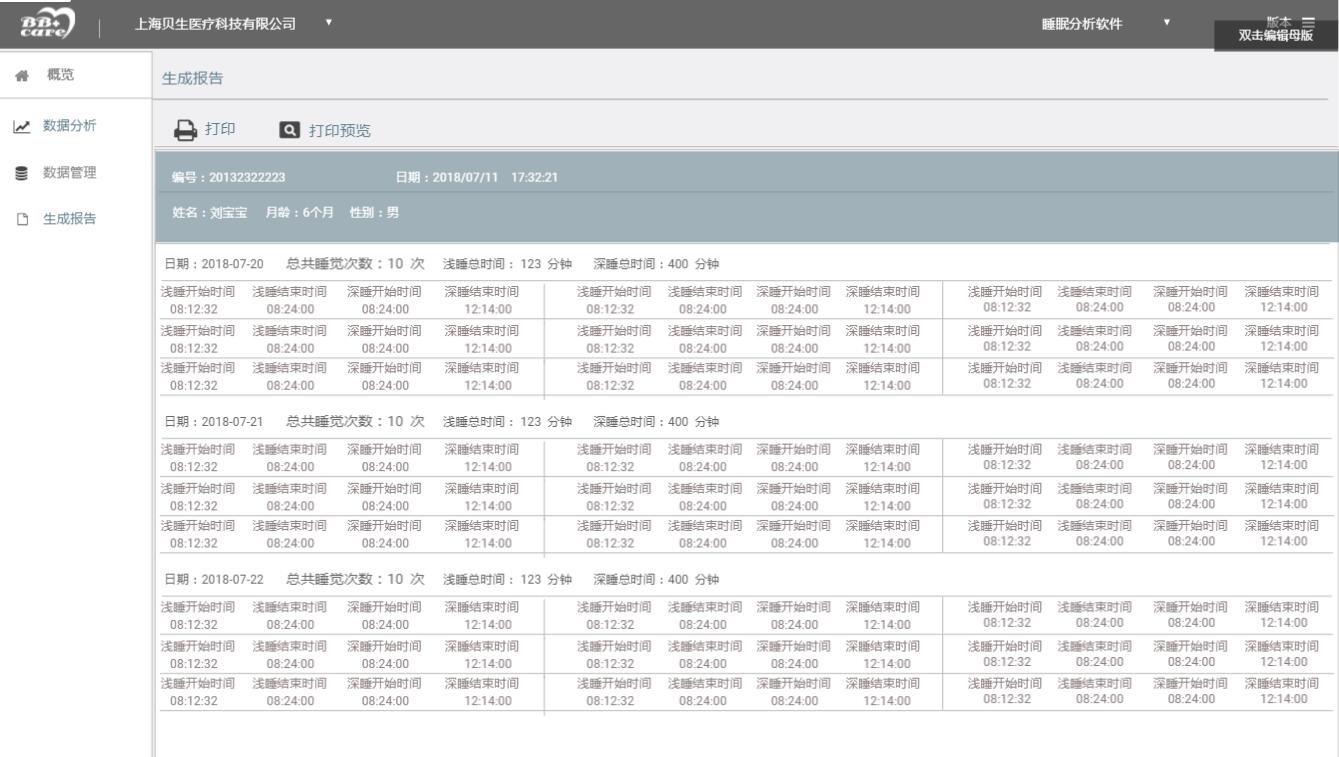 BB+
care
上海贝生医疗科技有限公司 ▼ 睡眠分析软件 ▼ 版本
双击编辑母版
概览
生成报告
数据分析
打印 打印预览
数据管理
编号：20132322223 日期：2018/07/11 17:32:21
生成报告
姓名：刘宝宝 月龄：6个月 性别：男
日期：2018-07-20 总共睡觉次数：10 次 浅睡总时间：123 分钟 深睡总时间：400 分钟
浅睡开始时间 浅睡结束时间 深睡开始时间 深睡结束时间 浅睡开始时间 浅睡结束时间 深睡开始时间 深睡结束时间 浅睡开始时间 浅睡结束时间 深睡开始时间 深睡结束时间
08:12:32 08:24:00 08:24:00 12:14:00 08:12:32 08:24:00 08:24:00 12:14:00 08:12:32 08:24:00 08:24:00 12:14:00
浅睡开始时间 浅睡结束时间 深睡开始时间 深睡结束时间 浅睡开始时间 浅睡结束时间 深睡开始时间 深睡结束时间 浅睡开始时间 浅睡结束时间 深睡开始时间 深睡结束时间
08:12:32 08:24:00 08:24:00 12:14:00 08:12:32 08:24:00 08:24:00 12:14:00 08:12:32 08:24:00 08:24:00 12:14:00
浅睡开始时间 浅睡结束时间 深睡开始时间 深睡结束时间 浅睡开始时间 浅睡结束时间 深睡开始时间 深睡结束时间 浅睡开始时间 浅睡结束时间 深睡开始时间 深睡结束时间
08:12:32 08:24:00 08:24:00 12:14:00 08:12:32 08:24:00 08:24:00 12:14:00 08:12:32 08:24:00 08:24:00 12:14:00
日期：2018-07-21 总共睡觉次数：10 次 浅睡总时间：123 分钟 深睡总时间：400 分钟
浅睡开始时间 浅睡结束时间 深睡开始时间 深睡结束时间 浅睡开始时间 浅睡结束时间 深睡开始时间 深睡结束时间 浅睡开始时间 浅睡结束时间 深睡开始时间 深睡结束时间
08:12:32 08:24:00 08:24:00 12:14:00 08:12:32 08:24:00 08:24:00 12:14:00 08:12:32 08:24:00 08:24:00 12:14:00
浅睡开始时间 浅睡结束时间 深睡开始时间 深睡结束时间 浅睡开始时间 浅睡结束时间 深睡开始时间 深睡结束时间 浅睡开始时间 浅睡结束时间 深睡开始时间 深睡结束时间
08:12:32 08:24:00 08:24:00 12:14:00 08:12:32 08:24:00 08:24:00 12:14:00 08:12:32 08:24:00 08:24:00 12:14:00
浅睡开始时间 浅睡结束时间 深睡开始时间 深睡结束时间 浅睡开始时间 浅睡结束时间 深睡开始时间 深睡结束时间 浅睡开始时间 浅睡结束时间 深睡开始时间 深睡结束时间
08:12:32 08:24:00 08:24:00 12:14:00 08:12:32 08:24:00 08:24:00 12:14:00 08:12:32 08:24:00 08:24:00 12:14:00
日期：2018-07-22 总共睡觉次数：10 次 浅睡总时间：123 分钟 深睡总时间：400 分钟
浅睡开始时间 浅睡结束时间 深睡开始时间 深睡结束时间 浅睡开始时间 浅睡结束时间 深睡开始时间 深睡结束时间 浅睡开始时间 浅睡结束时间 深睡开始时间 深睡结束时间
08:12:32 08:24:00 08:24:00 12:14:00 08:12:32 08:24:00 08:24:00 12:14:00 08:12:32 08:24:00 08:24:00 12:14:00
浅睡开始时间 浅睡结束时间 深睡开始时间 深睡结束时间 浅睡开始时间 浅睡结束时间 深睡开始时间 深睡结束时间 浅睡开始时间 浅睡结束时间 深睡开始时间 深睡结束时间
08:12:32 08:24:00 08:24:00 12:14:00 08:12:32 08:24:00 08:24:00 12:14:00 08:12:32 08:24:00 08:24:00 12:14:00
浅睡开始时间 浅睡结束时间 深睡开始时间 深睡结束时间 浅睡开始时间 浅睡结束时间 深睡开始时间 深睡结束时间 浅睡开始时间 浅睡结束时间 深睡开始时间 深睡结束时间
08:12:32 08:24:00 08:24:00 12:14:00 08:12:32 08:24:00 08:24:00 12:14:00 08:12:32 08:24:00 08:24:00 12:14:00